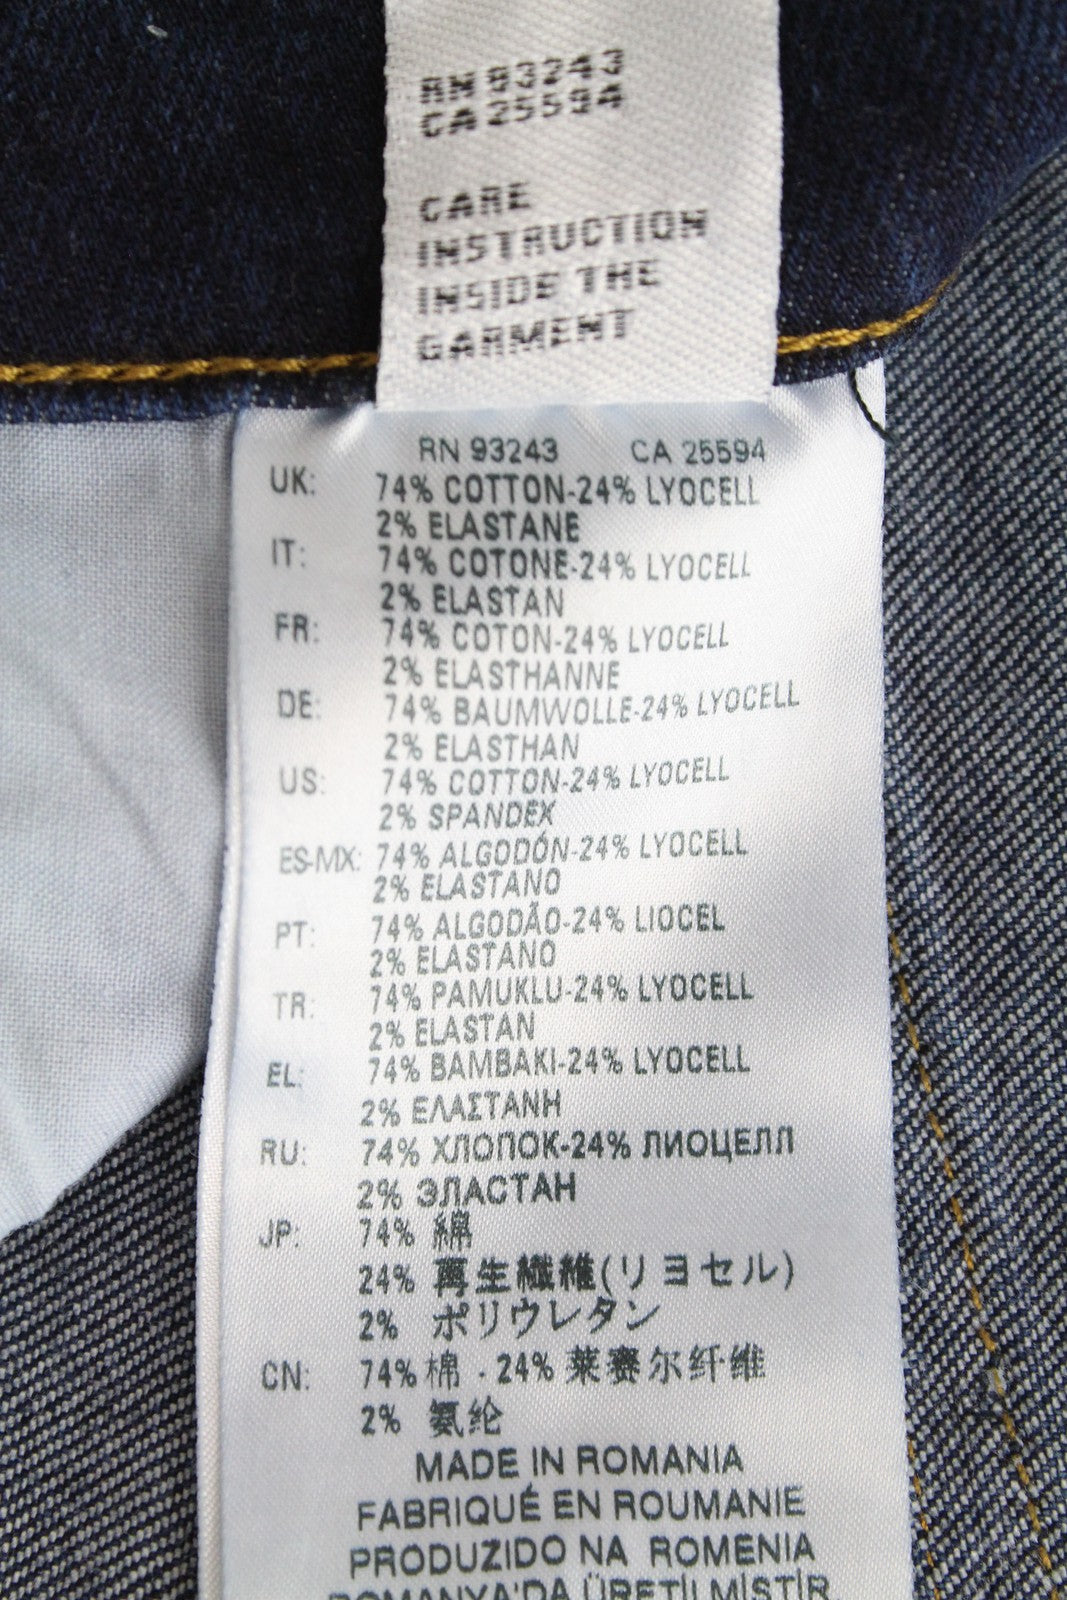 RN 93243
CA 25594
CARE
INSTRUCTION
INSIDE THE
GARMENT
RN 93243 CA 25594
UK: 74% COTTON-24% LYOCELL
2% ELASTANE
IT: 74% COTONE-24% LYOCELL
2% ELASTAN
FR: 74% COTON-24% LYOCELL
2% ELASTHANNE
DE: 74% BAUMWOLLE-24% LYOCELL
2% ELASTHAN
US: 74% COTTON-24% LYOCELL
2% SPANDEX
ES-MX: 74% ALGODÓN-24% LYOCELL
2% ELASTANO
PT: 74% ALGODÃO-24% LIOCEL
2% ELASTANO
TR: 74% PAMUKLU-24% LYOCELL
2% ELASTAN
EL: 74% BAMBAKI-24% LYOCELL
2% ΕΛΑΣΤΑΝΗ
RU: 74% ХЛОПОК-24% ЛИОЦЕЛЛ
2% ЭЛАСТАН
JP: 74% 綿
24% 再生繊維(リヨセル)
2% ポリウレタン
CN: 74% 棉 . 24% 莱赛尔纤维
2% 氨纶
MADE IN ROMANIA
FABRIQUÉ EN ROUMANIE
PRODUZIDO NA ROMENIA
ROMANYA'DA ÜRETİLMİSTİR